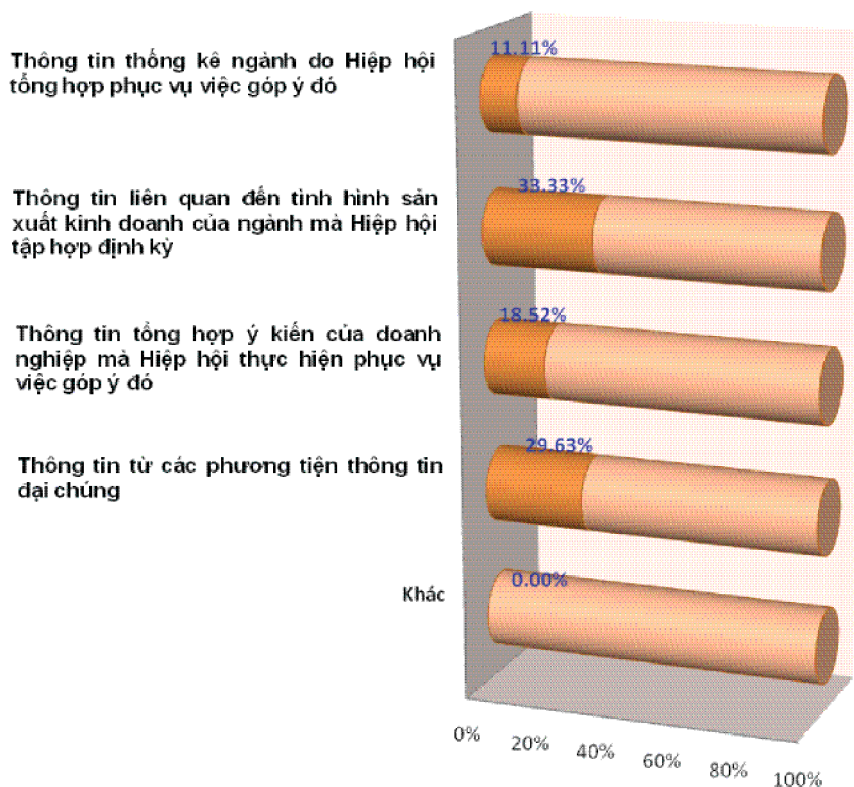 11.11%
Thông tin thống kê ngành do Hiệp hội
tổng hợp phục vụ việc góp ý đó
33.33%
Thông tin liên quan đến tình hình sản
xuất kinh doanh của ngành mà Hiệp hội
tập hợp định kỳ
18.52%
Thông tin tổng hợp ý kiến của doanh
nghiệp mà Hiệp hội thực hiện phục vụ
việc góp ý đó
29.63%
Thông tin từ các phương tiện thông tin
đại chúng
0.00%
Khác
0%
20%
40%
60%
80%
100%